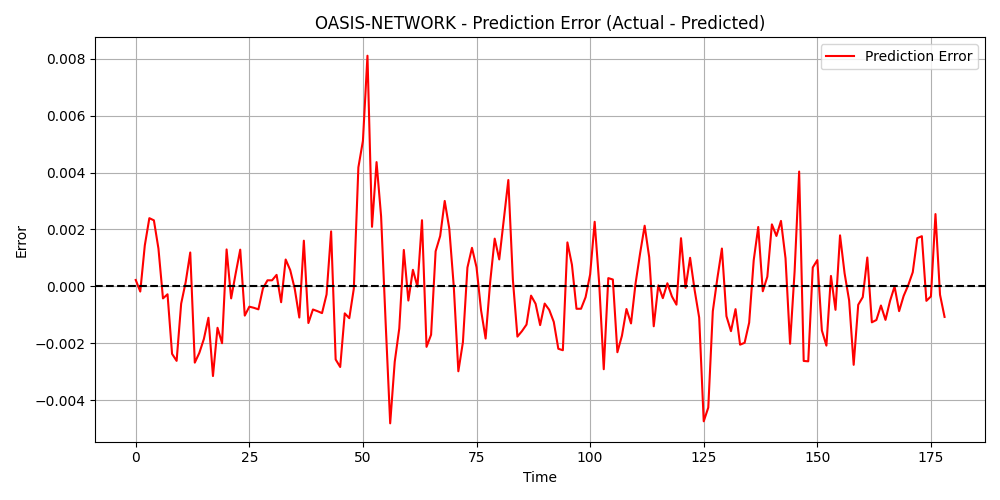 OASIS-NETWORK - Prediction Error (Actual - Predicted)
Prediction Error
0.008
0.006
0.004
0.002
0.000
−0.002
−0.004
Error
0 25 50 75 100 125 150 175
Time